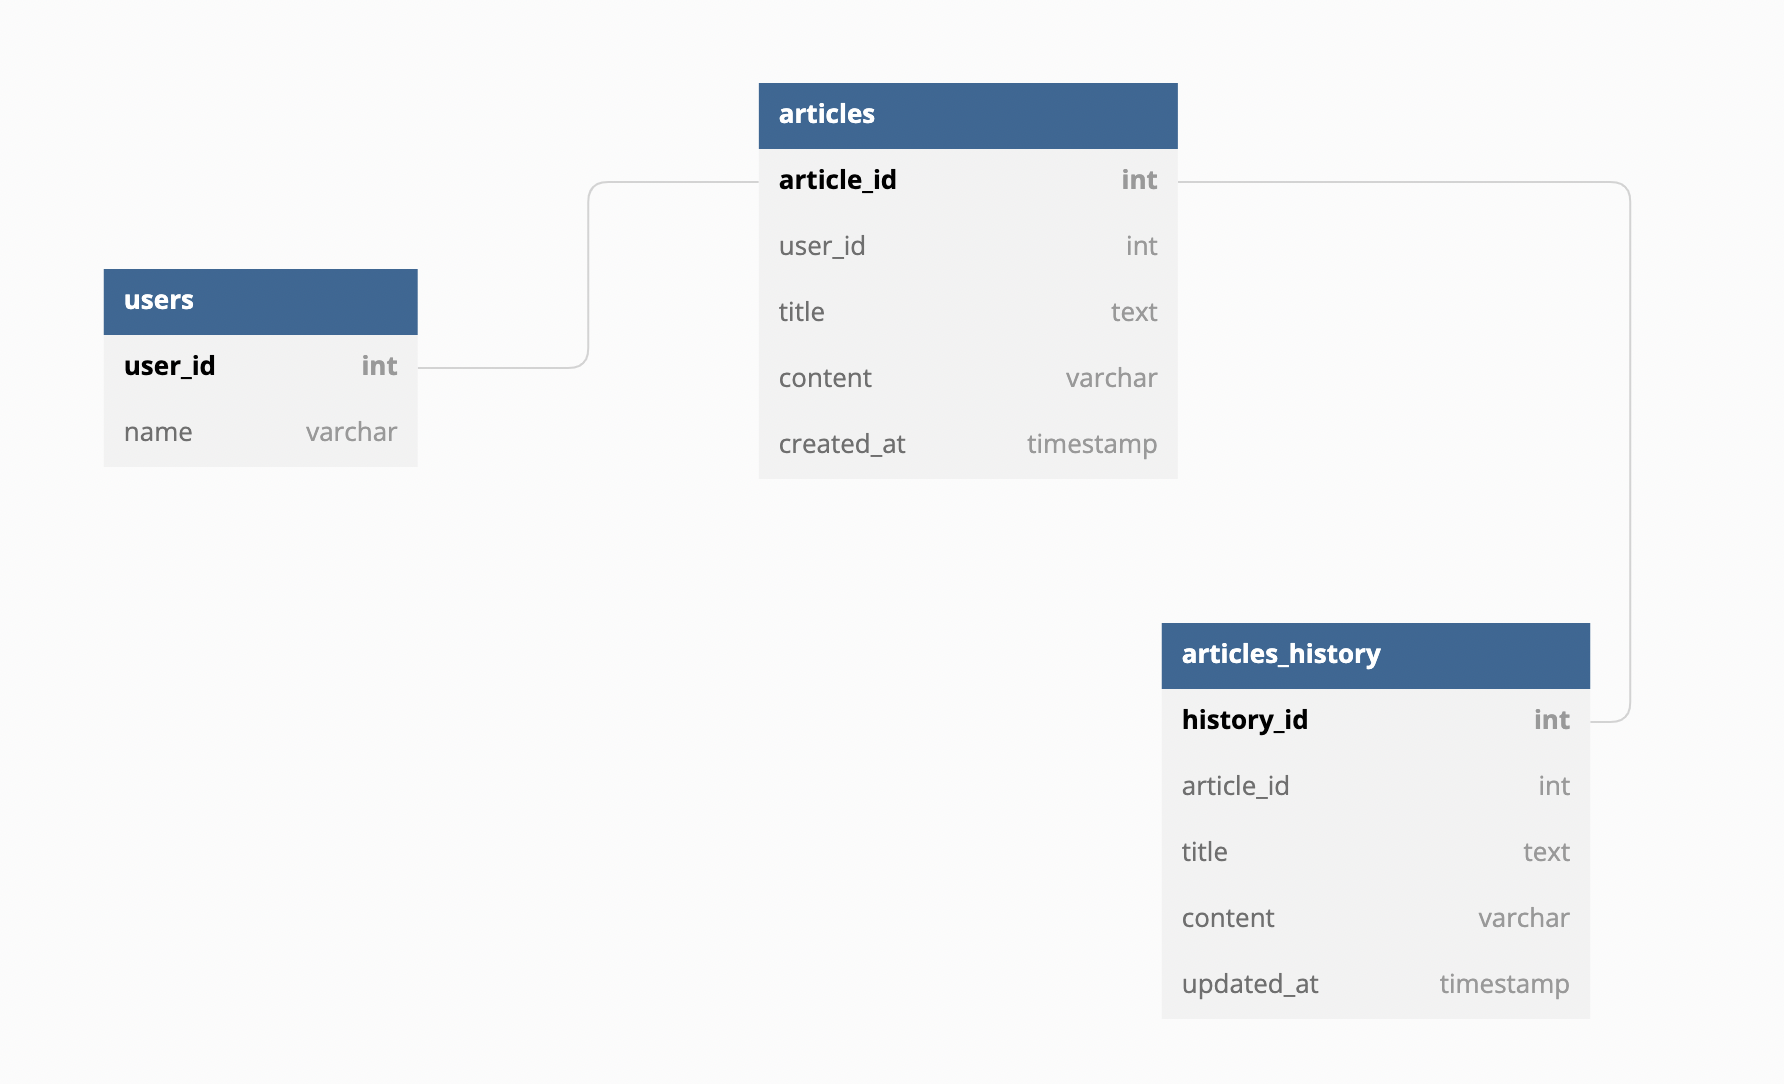 users
user_id int
name varchar
articles
article_id int
user_id int
title text
content varchar
created_at timestamp
articles_history
history_id int
article_id int
title text
content varchar
updated_at timestamp